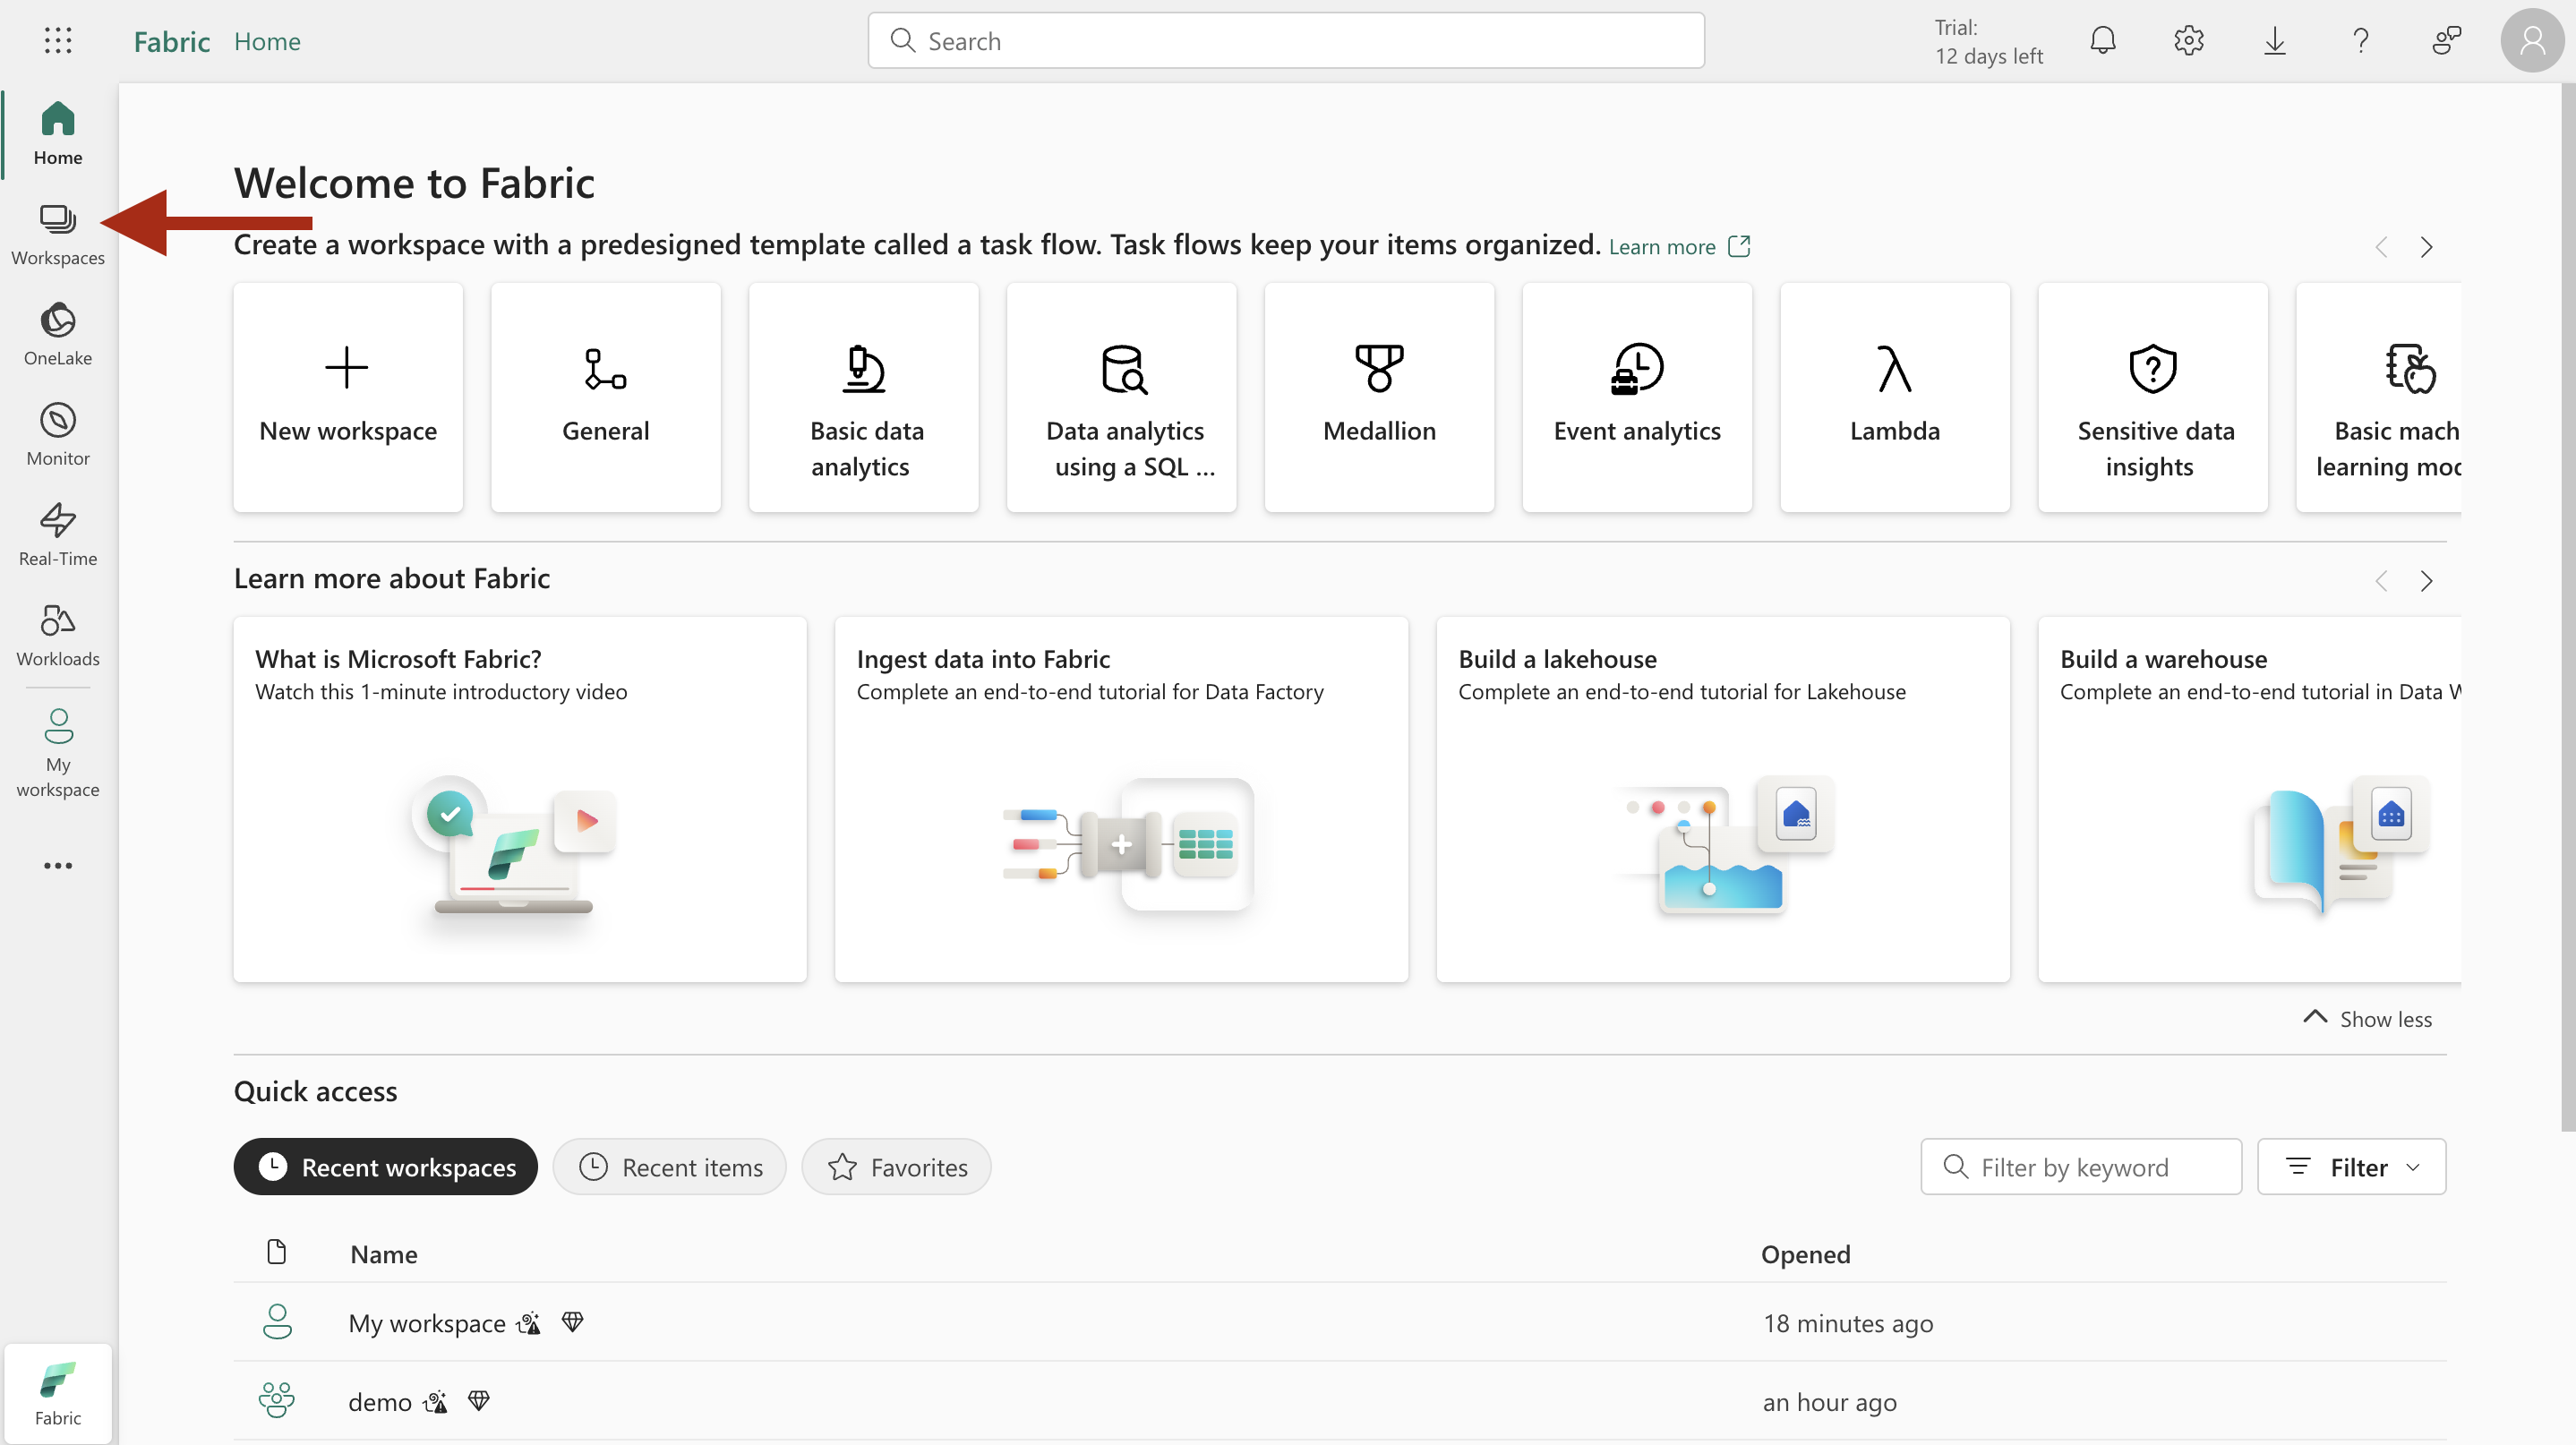 Fabric Home
Search
Trial:
12 days left
Home
Workspaces
OneLake
Monitor
Real-Time
Workloads
My
workspace
Fabric
Welcome to Fabric
Create a workspace with a predesigned template called a task flow. Task flows keep your items organized. Learn more
New workspace
General
Basic data
analytics
Data analytics
using a SQL ...
Medallion
Event analytics
Lambda
Sensitive data
insights
Basic mach
learning mod
Learn more about Fabric
What is Microsoft Fabric?
Watch this 1-minute introductory video
Ingest data into Fabric
Complete an end-to-end tutorial for Data Factory
Build a lakehouse
Complete an end-to-end tutorial for Lakehouse
Build a warehouse
Complete an end-to-end tutorial in Data W
Show less
Quick access
Recent workspaces
Recent items
Favorites
Filter by keyword
Filter
Name
Opened
My workspace
18 minutes ago
demo
an hour ago